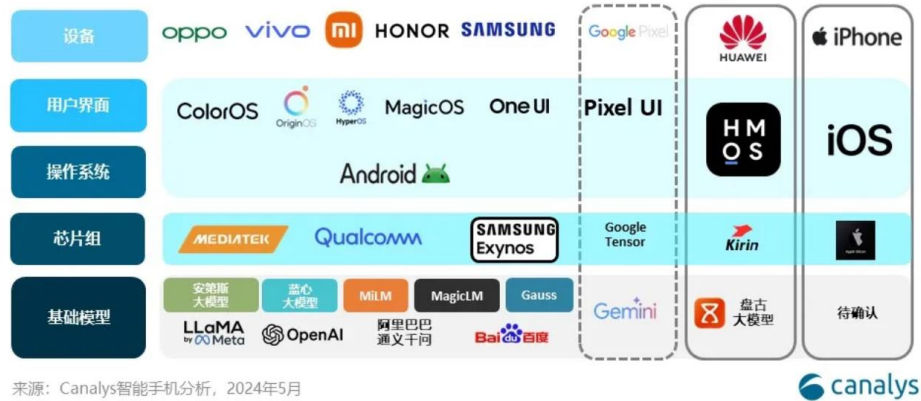 设备
oppo
vivo
mi
HONOR
SAMSUNG
Google Pixel
HUAWEI
iPhone
用户界面
ColorOS
OriginOS
HyperOS
MagicOS
One UI
Pixel UI
HM
OS
iOS
操作系统
Android
芯片组
MEDIATEK
Qualcomm
SAMSUNG
Exynos
Google
Tensor
Kirin
基础模型
安第斯
大模型
蓝心
大模型
MiLM
MagicLM
Gauss
Gemini
盘古
大模型
待确认
LLaMA
by Meta
OpenAI
阿里巴巴
通义千问
Bai du 百度
来源：Canalys智能手机分析，2024年5月
canalys